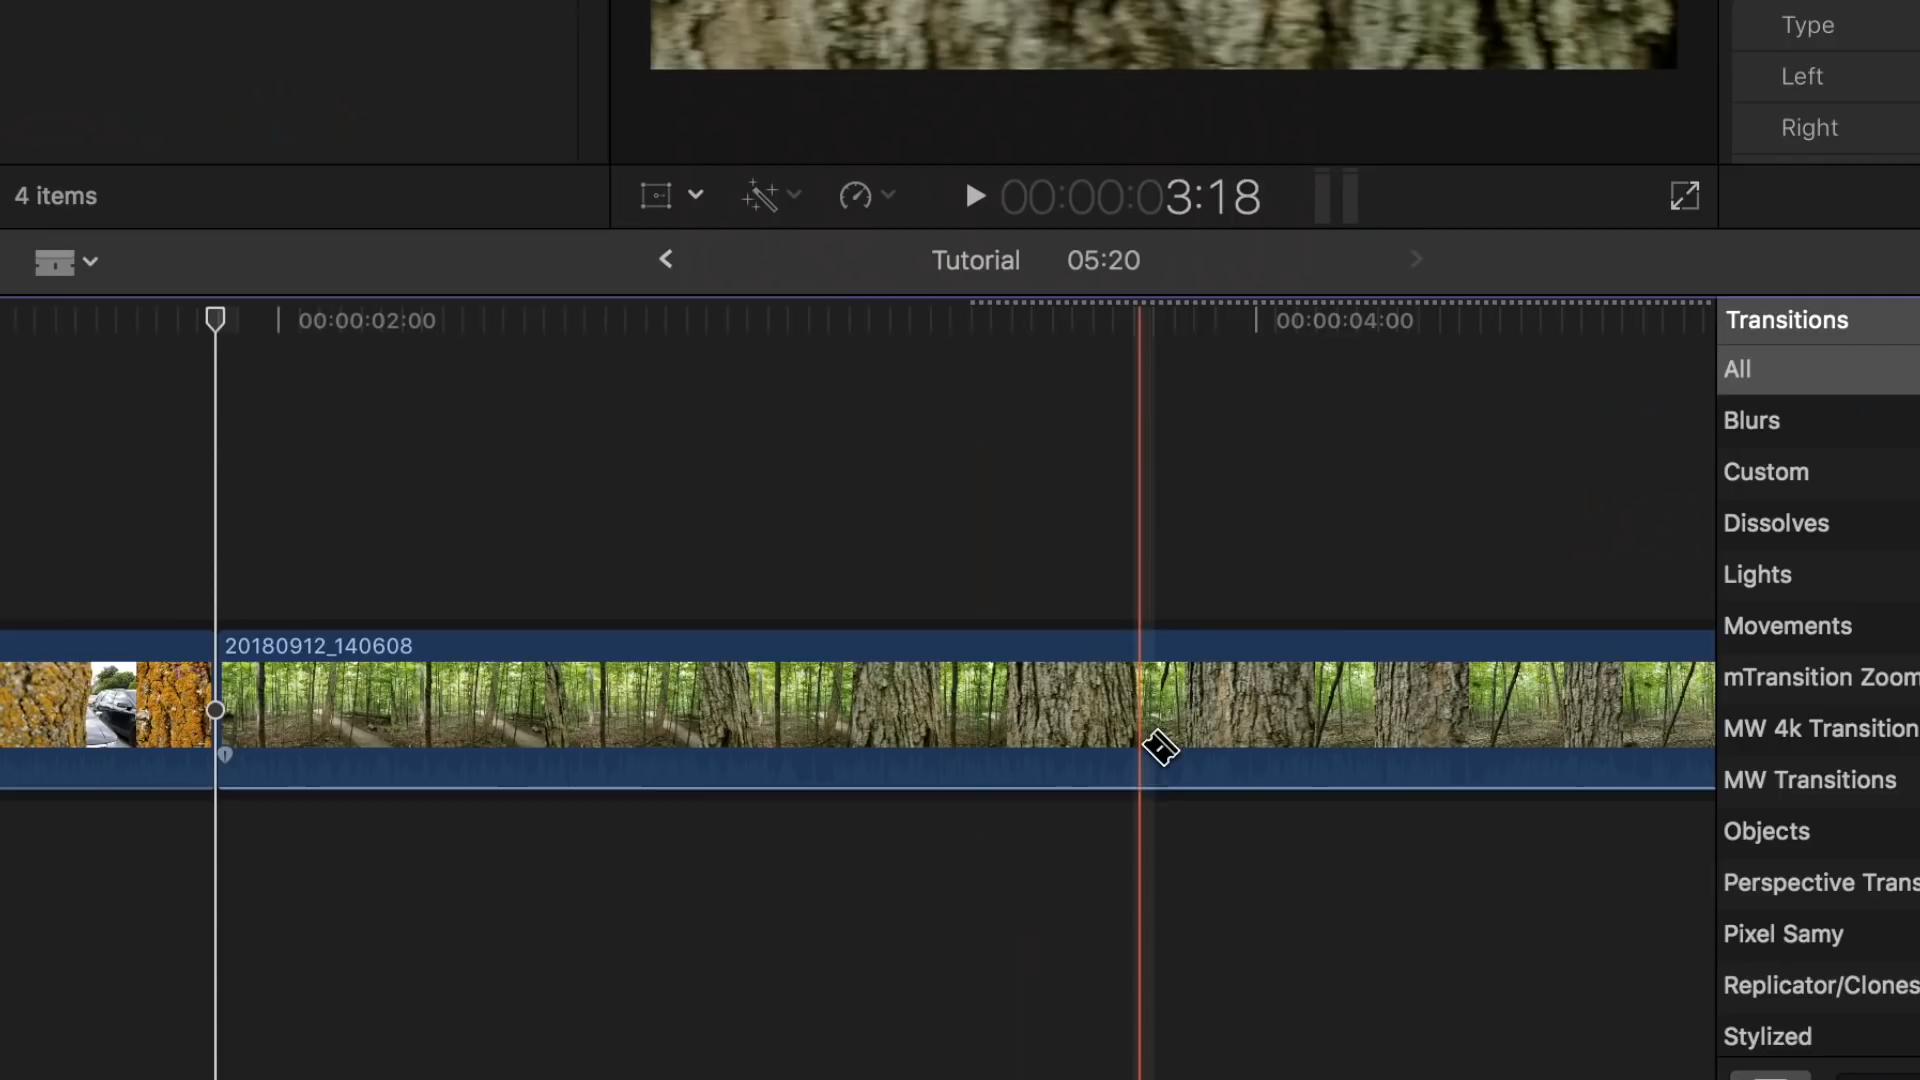 Type
Left
Right
4 items
00:00:03:18
Tutorial 05:20
00:00:02:00
00:00:04:00
Transitions
All
Blurs
Custom
Dissolves
Lights
Movements
mTransition Zoom
MW 4k Transition
MW Transitions
Objects
Perspective Trans
Pixel Samy
Replicator/Clones
Stylized
20180912_140608